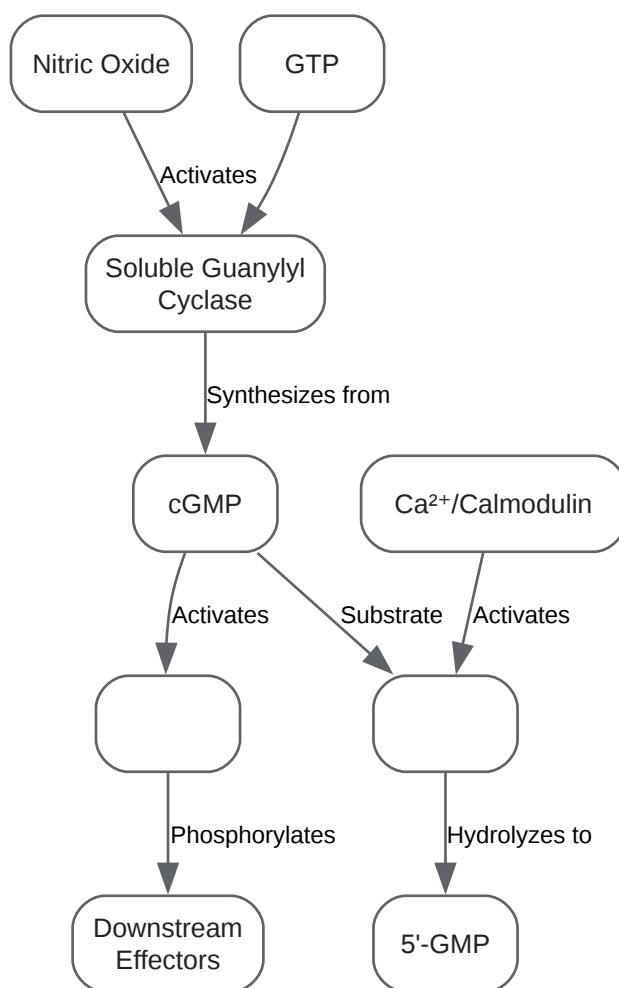 Nitric Oxide
GTP
Activates
Soluble Guanylyl
Cyclase
Synthesizes from
cGMP
Ca²⁺/Calmodulin
Activates
Substrate
Activates
Phosphorylates
Hydrolyzes to
Downstream
Effectors
5'-GMP